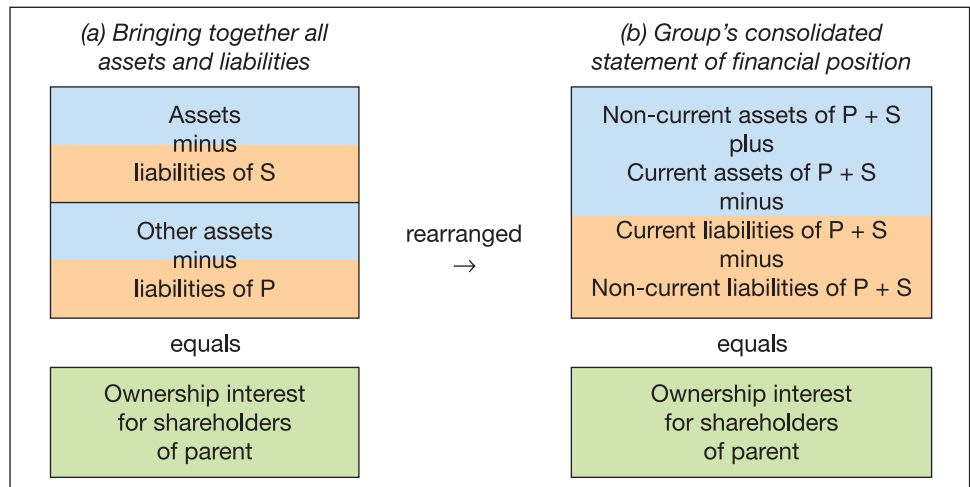 (a) Bringing together all
assets and liabilities
Assets
minus
liabilities of S
Other assets
minus
liabilities of P
equals
Ownership interest
for shareholders
of parent
rearranged
→
(b) Group’s consolidated
statement of financial position
Non-current assets of P + S
plus
Current assets of P + S
minus
Current liabilities of P + S
minus
Non-current liabilities of P + S
equals
Ownership interest
for shareholders
of parent